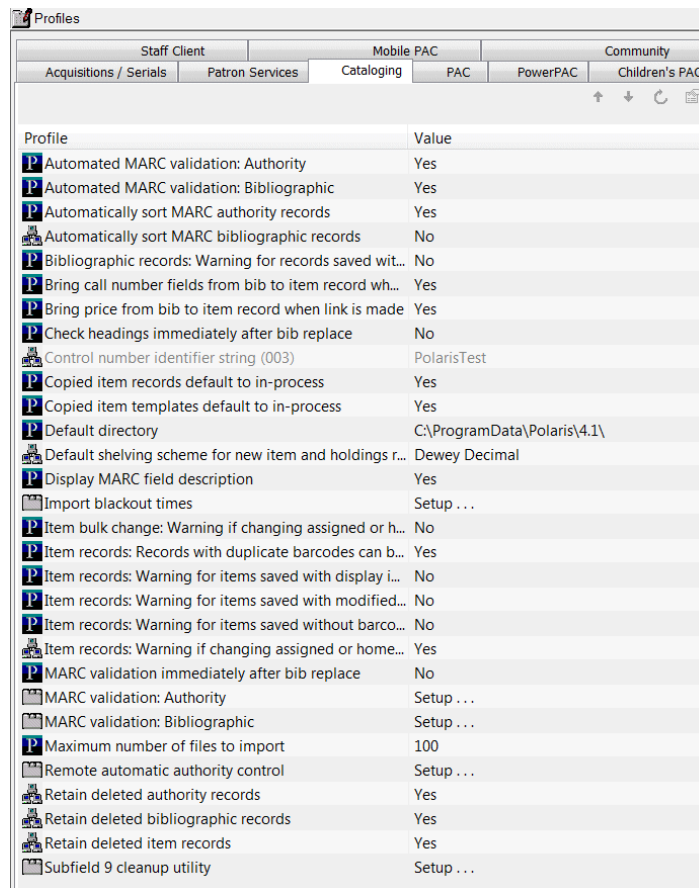 Profiles
Staff Client Mobile PAC Community
Acquisitions / Serials Patron Services Cataloging PAC PowerPAC Children's PAC
Profile Value
Automated MARC validation: Authority Yes
Automated MARC validation: Bibliographic Yes
Automatically sort MARC authority records Yes
Automatically sort MARC bibliographic records No
Bibliographic records: Warning for records saved wit... No
Bring call number fields from bib to item record wh... Yes
Bring price from bib to item record when link is made Yes
Check headings immediately after bib replace No
Control number identifier string (003) PolarisTest
Copied item records default to in-process Yes
Copied item templates default to in-process Yes
Default directory C:\ProgramData\Polaris\4.1\
Default shelving scheme for new item and holdings r... Dewey Decimal
Display MARC field description Yes
Import blackout times Setup . . .
Item bulk change: Warning if changing assigned or h... No
Item records: Records with duplicate barcodes can b... Yes
Item records: Warning for items saved with display i... No
Item records: Warning for items saved with modified... No
Item records: Warning for items saved without barco... No
Item records: Warning if changing assigned or home... Yes
MARC validation immediately after bib replace No
MARC validation: Authority Setup . . .
MARC validation: Bibliographic Setup . . .
Maximum number of files to import 100
Remote automatic authority control Setup . . .
Retain deleted authority records Yes
Retain deleted bibliographic records Yes
Retain deleted item records Yes
Subfield 9 cleanup utility Setup . . .